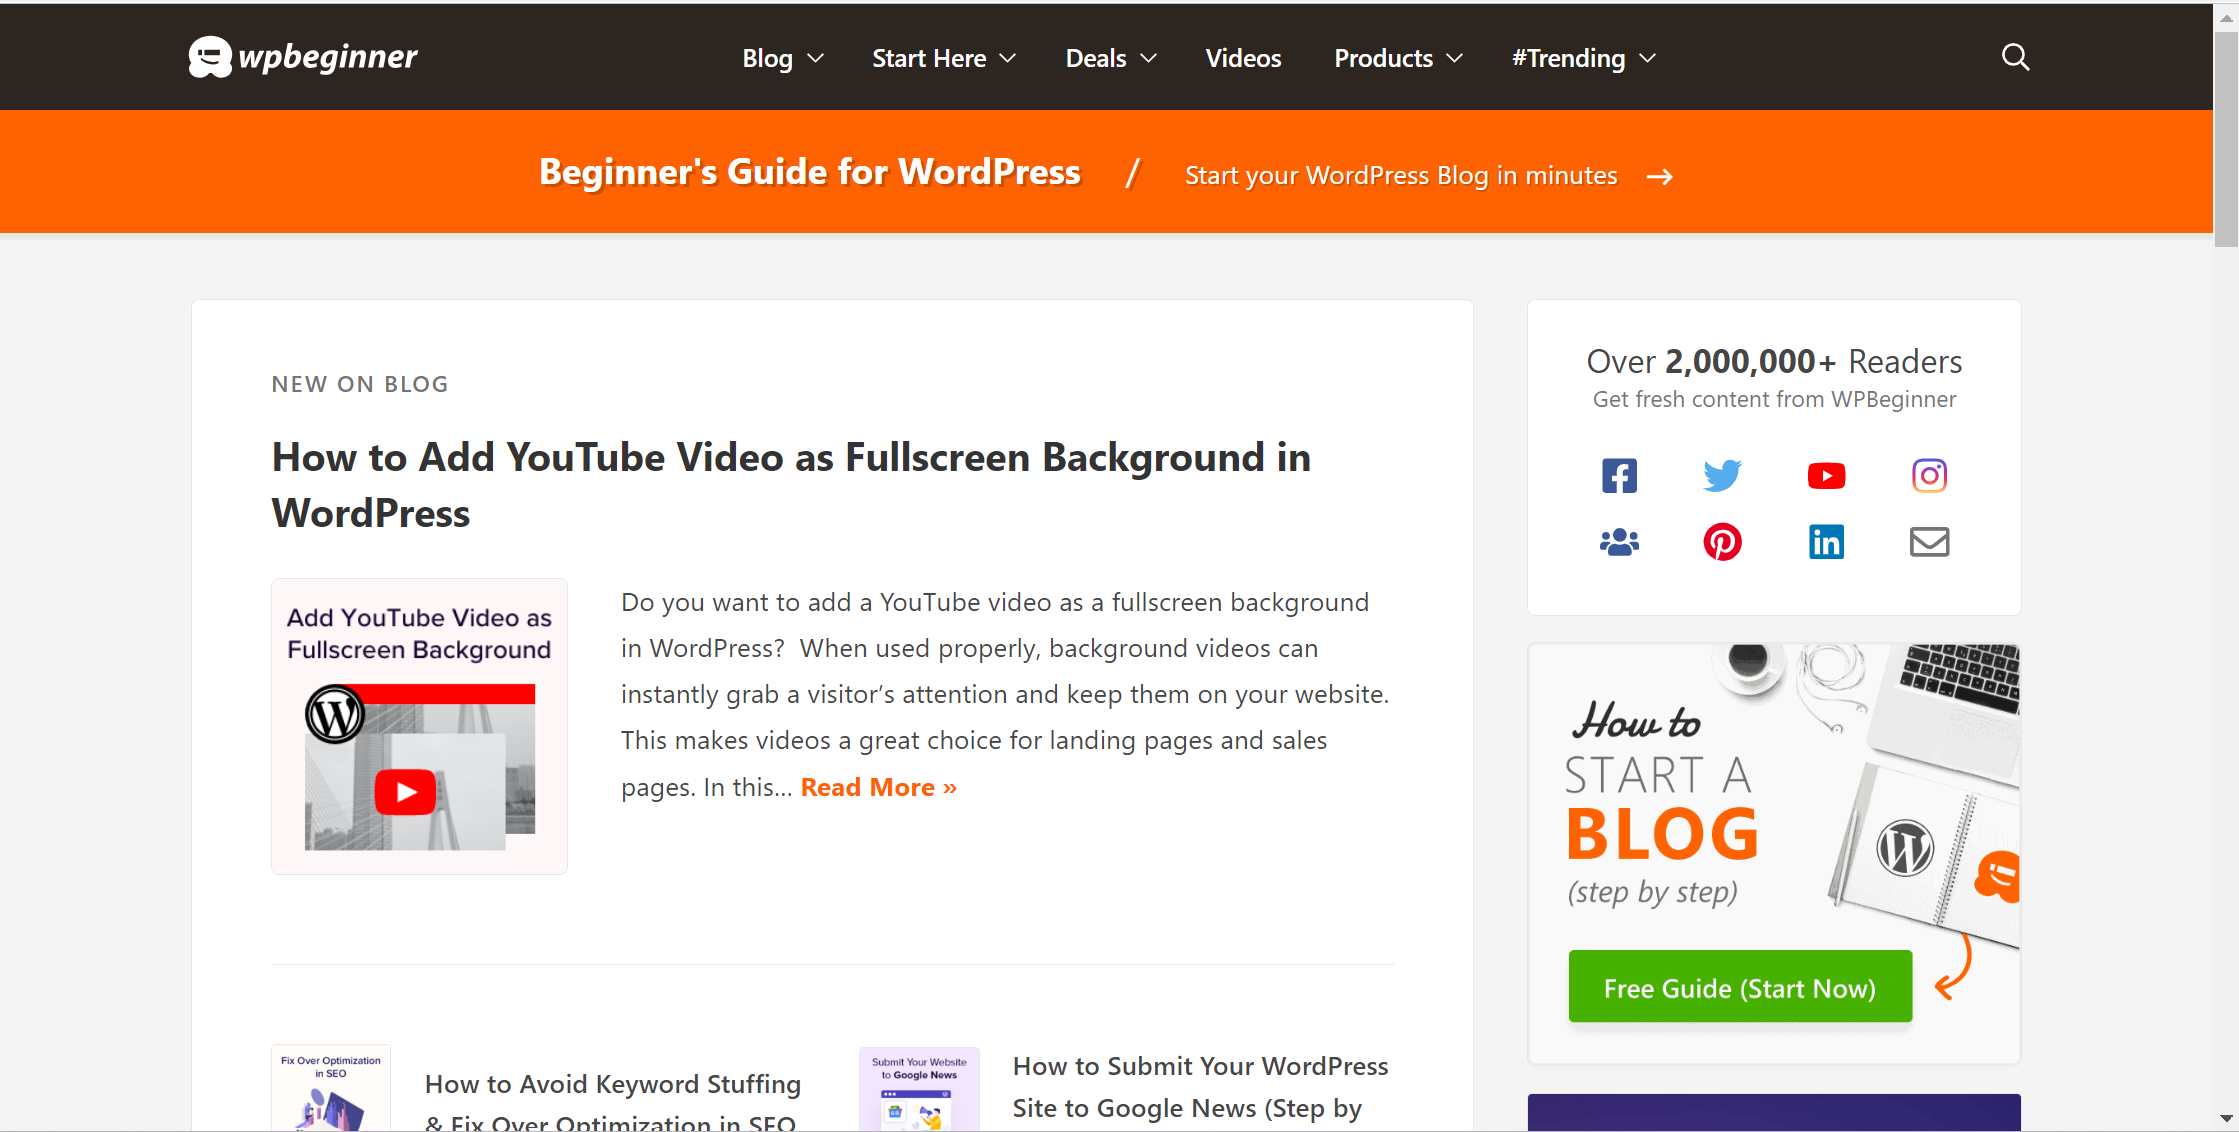 wpbeginner
Blog
Start Here
Deals
Videos
Products
#Trending
Beginner's Guide for WordPress / Start your WordPress Blog in minutes →
NEW ON BLOG
How to Add YouTube Video as Fullscreen Background in
WordPress
Add YouTube Video as
Fullscreen Background
Do you want to add a YouTube video as a fullscreen background
in WordPress? When used properly, background videos can
instantly grab a visitor’s attention and keep them on your website.
This makes videos a great choice for landing pages and sales
pages. In this... Read More »
Fix Over Optimization
in SEO
How to Avoid Keyword Stuffing
& Fix Over Optimization in SEO
Submit Your Website
to Google News
How to Submit Your WordPress
Site to Google News (Step by
Over 2,000,000+ Readers
Get fresh content from WPBeginner
How to
START A
BLOG
(step by step)
Free Guide (Start Now)